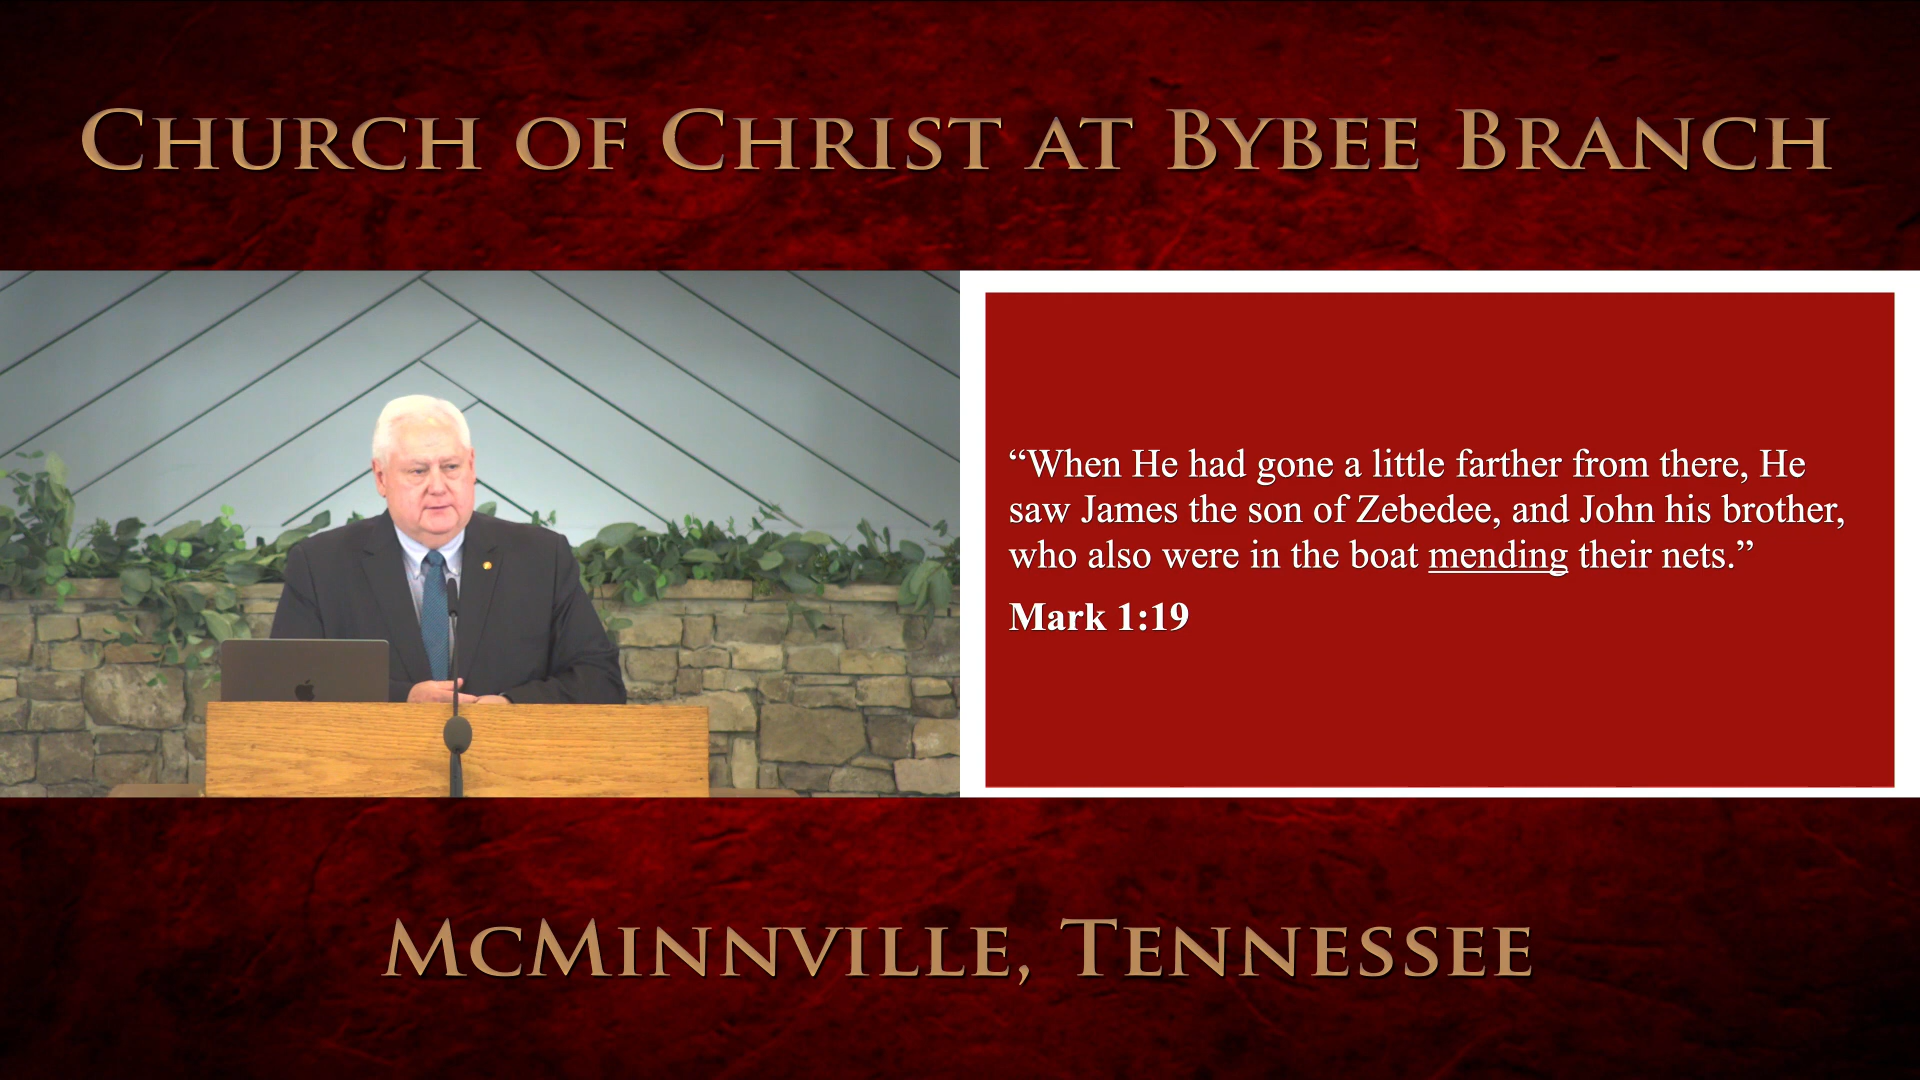 Church of Christ at Bybee Branch
“When He had gone a little farther from there, He
saw James the son of Zebedee, and John his brother,
who also were in the boat mending their nets.”
Mark 1:19
McMinnville, Tennessee